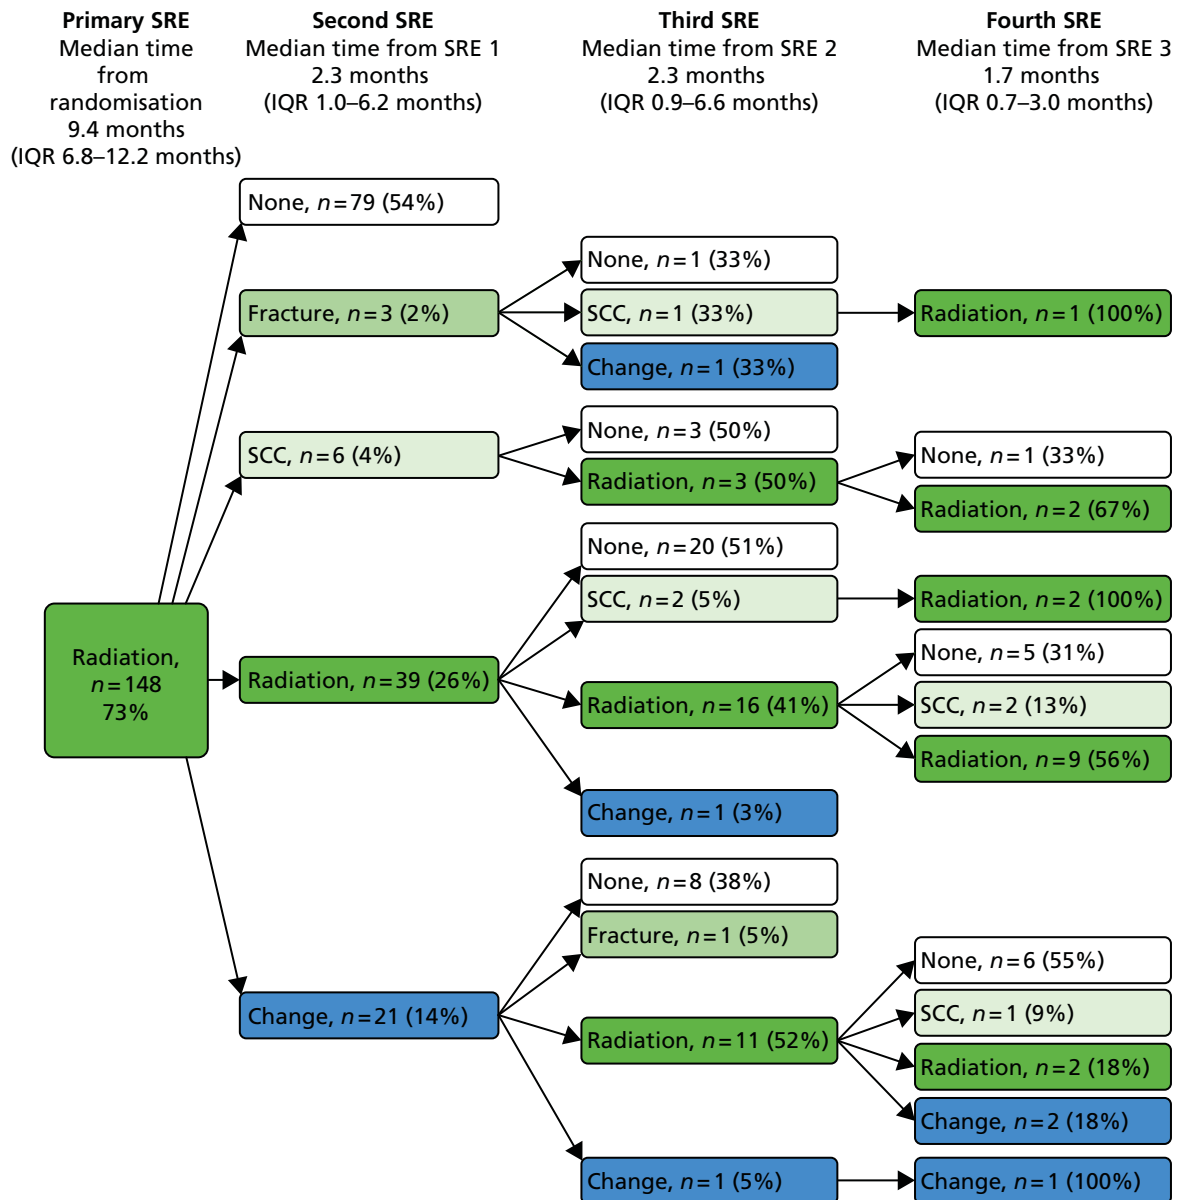 Primary SRE
Median time
from
randomisation
9.4 months
(IQR 6.8–12.2 months)
Second SRE
Median time from SRE 1
2.3 months
(IQR 1.0–6.2 months)
Third SRE
Median time from SRE 2
2.3 months
(IQR 0.9–6.6 months)
Fourth SRE
Median time from SRE 3
1.7 months
(IQR 0.7–3.0 months)
Radiation,
n=148
73%
None, n=79 (54%)
Fracture, n=3 (2%)
SCC, n=6 (4%)
Radiation, n=39 (26%)
Change, n=21 (14%)
None, n=1 (33%)
SCC, n=1 (33%)
Change, n=1 (33%)
None, n=3 (50%)
Radiation, n=3 (50%)
None, n=20 (51%)
SCC, n=2 (5%)
Radiation, n=16 (41%)
Change, n=1 (3%)
None, n=8 (38%)
Fracture, n=1 (5%)
Radiation, n=11 (52%)
Change, n=1 (5%)
Radiation, n=1 (100%)
None, n=1 (33%)
Radiation, n=2 (67%)
Radiation, n=2 (100%)
None, n=5 (31%)
SCC, n=2 (13%)
Radiation, n=9 (56%)
None, n=6 (55%)
SCC, n=1 (9%)
Radiation, n=2 (18%)
Change, n=2 (18%)
Change, n=1 (100%)